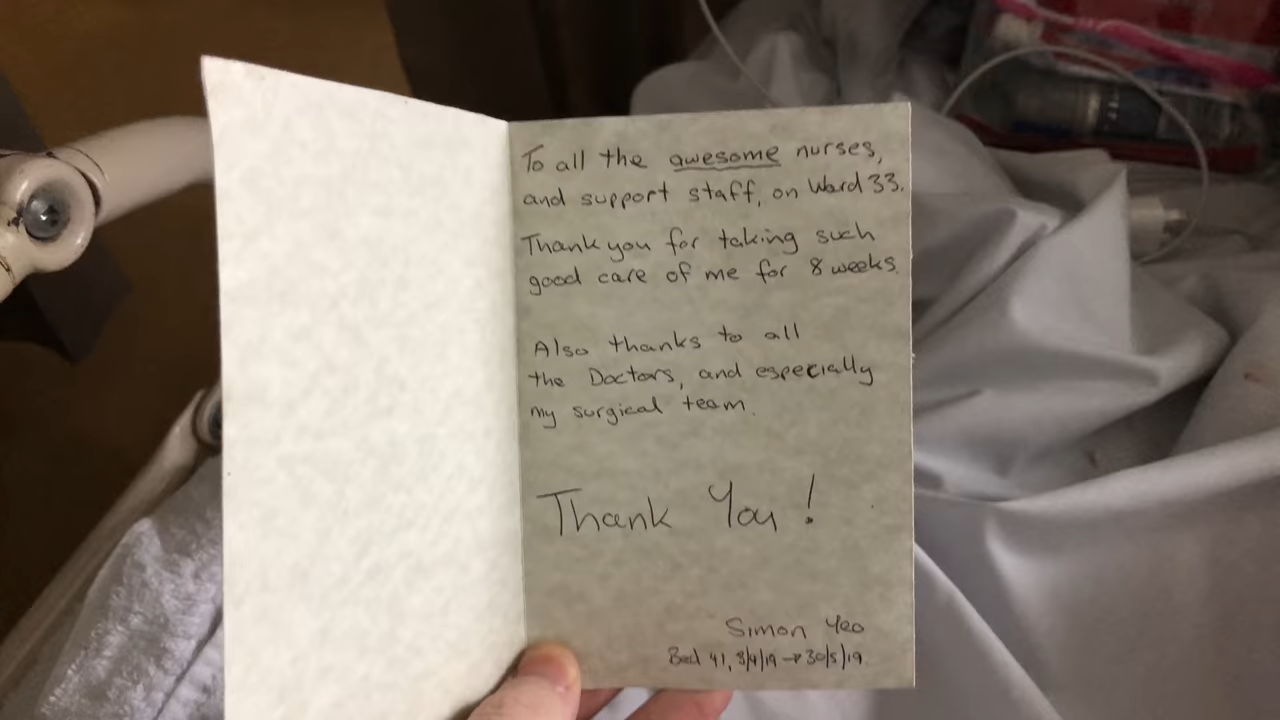 To all the awesome nurses,
and support staff, on Ward 33.
Thank you for taking such
good care of me for 8 weeks.
Also thanks to all
the Doctors, and especially
my surgical team.
Thank You!
Simon Yeo
Bed 41, 3/4/19 → 30/5/19